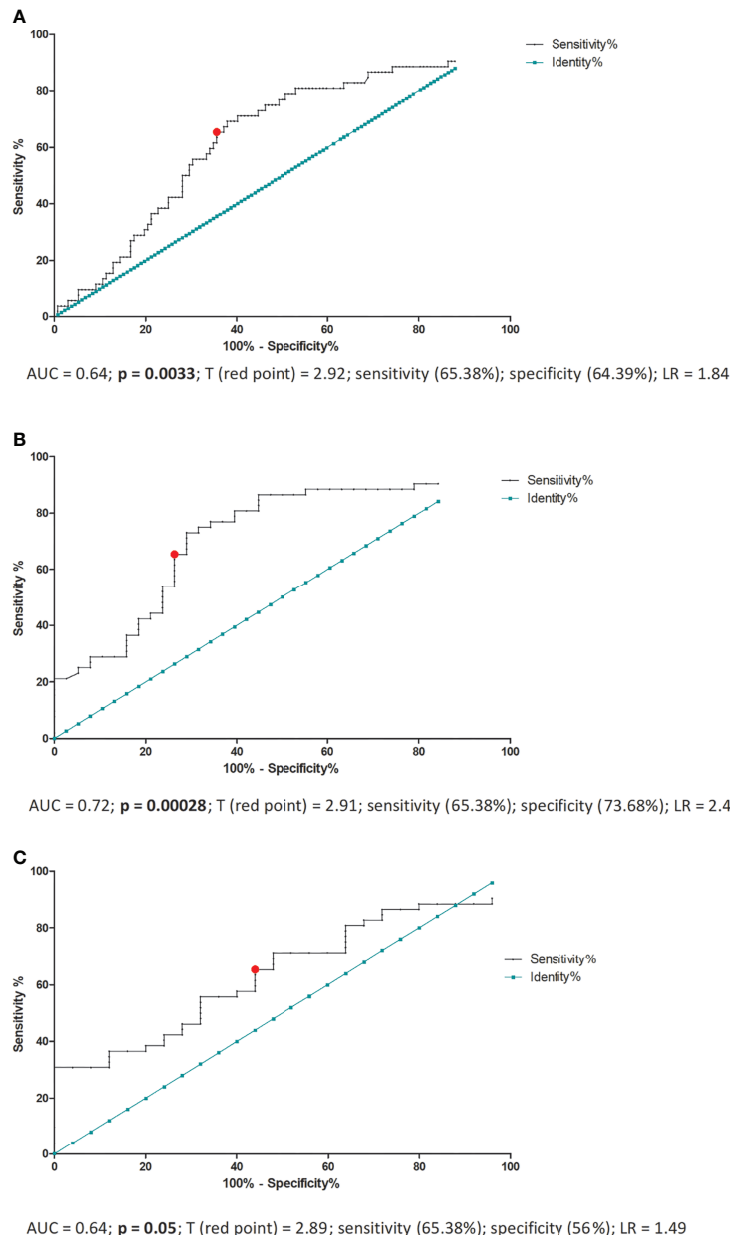 A
100
80
60
40
20
0
Sensitivity %
Sensitivity%
Identity%
0 20 40 60 80 100
100% - Specificity%
AUC = 0.64; p = 0.0033; T (red point) = 2.92; sensitivity (65.38%); specificity (64.39%); LR = 1.84
B
100
80
60
40
20
0
Sensitivity %
Sensitivity%
Identity%
0 20 40 60 80 100
100% - Specificity%
AUC = 0.72; p = 0.00028; T (red point) = 2.91; sensitivity (65.38%); specificity (73.68%); LR = 2.4
C
100
80
60
40
20
0
Sensitivity %
Sensitivity%
Identity%
0 20 40 60 80 100
100% - Specificity%
AUC = 0.64; p = 0.05; T (red point) = 2.89; sensitivity (65.38%); specificity (56%); LR = 1.49